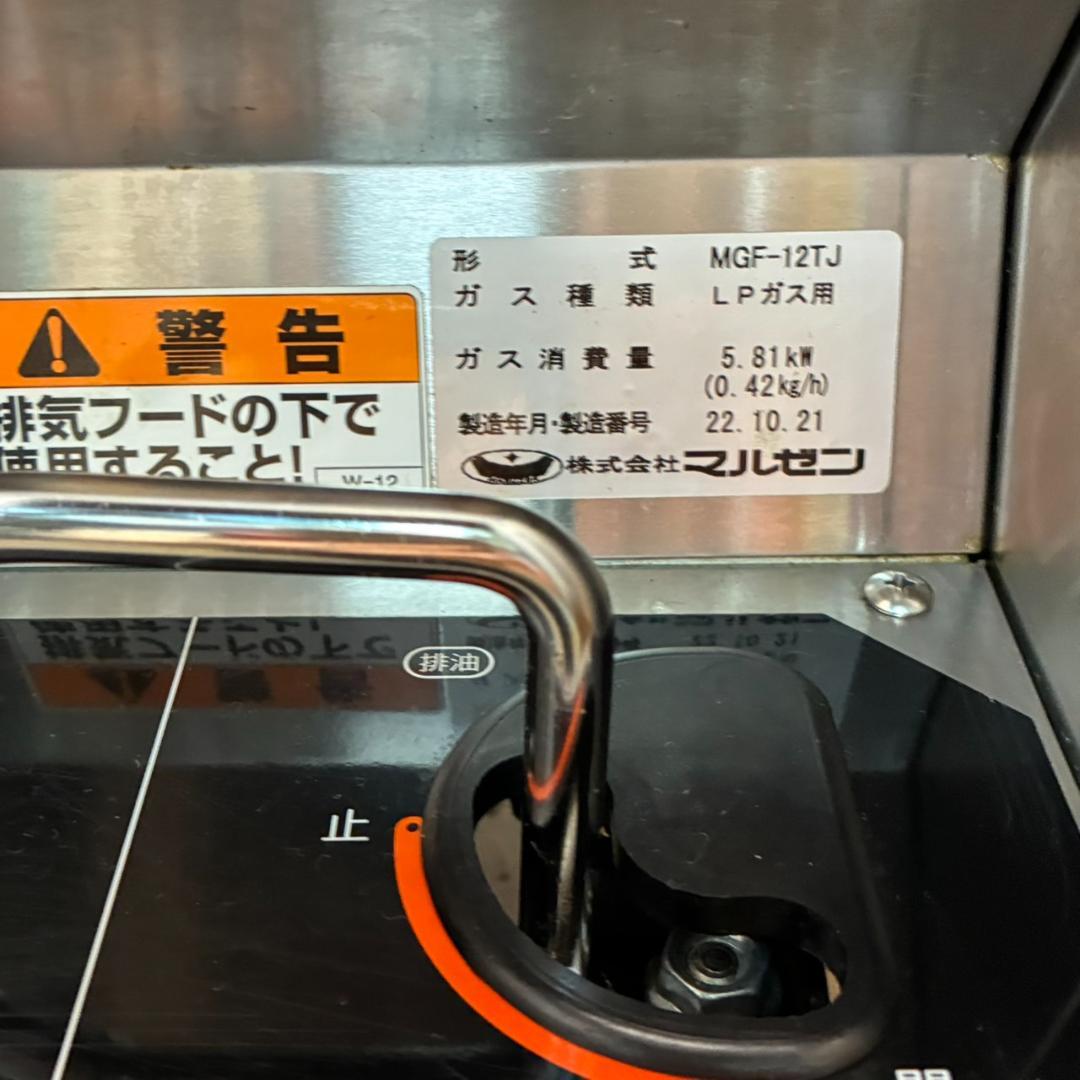 形式 MGF-12TJ
ガス種類 LPガス用
ガス消費量 5.81kW
(0.42kg/h)
製造年月・製造番号 22.10.21
株式会社マルゼン
警告
排気フードの下で
使用すること!
W-12
排油
止